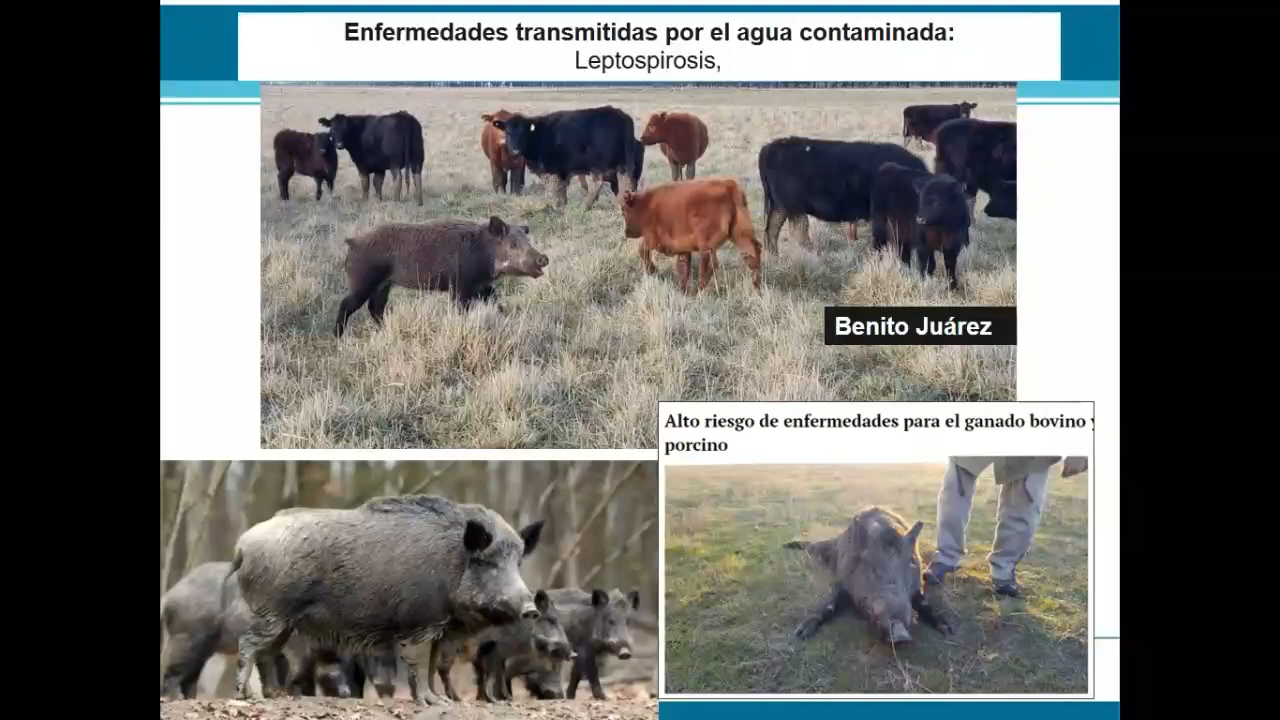 Enfermedades transmitidas por el agua contaminada:
Leptospirosis,
Benito Juárez
Alto riesgo de enfermedades para el ganado bovino y
porcino